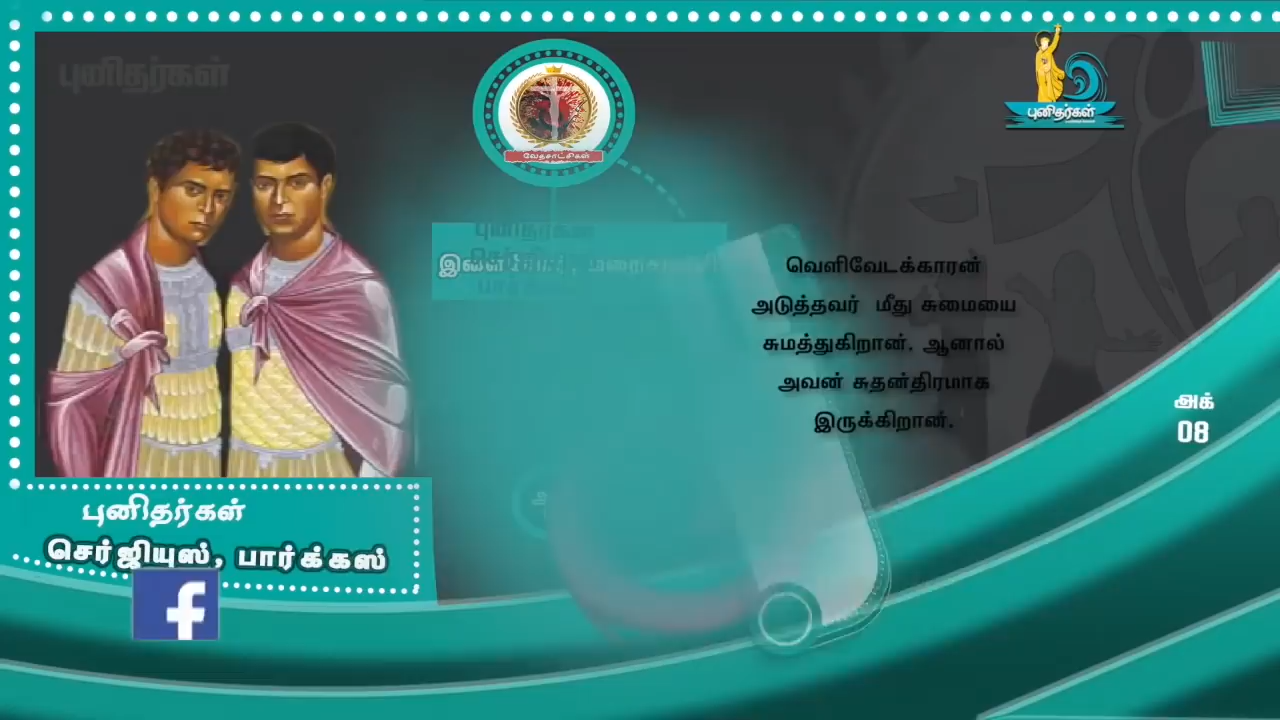 புனிதர்கள்
வேதசாட்சிகள்
புனிதர்கள்
வெளிவேடக்காரன்
அடுத்தவர் மீது சுமையை
சுமத்துகிறான். ஆனால்
அவன் சுதன்திரமாக
இருக்கிறான்.
அக்
08
புனிதர்கள்
செர்ஜியுஸ், பார்க்கஸ்